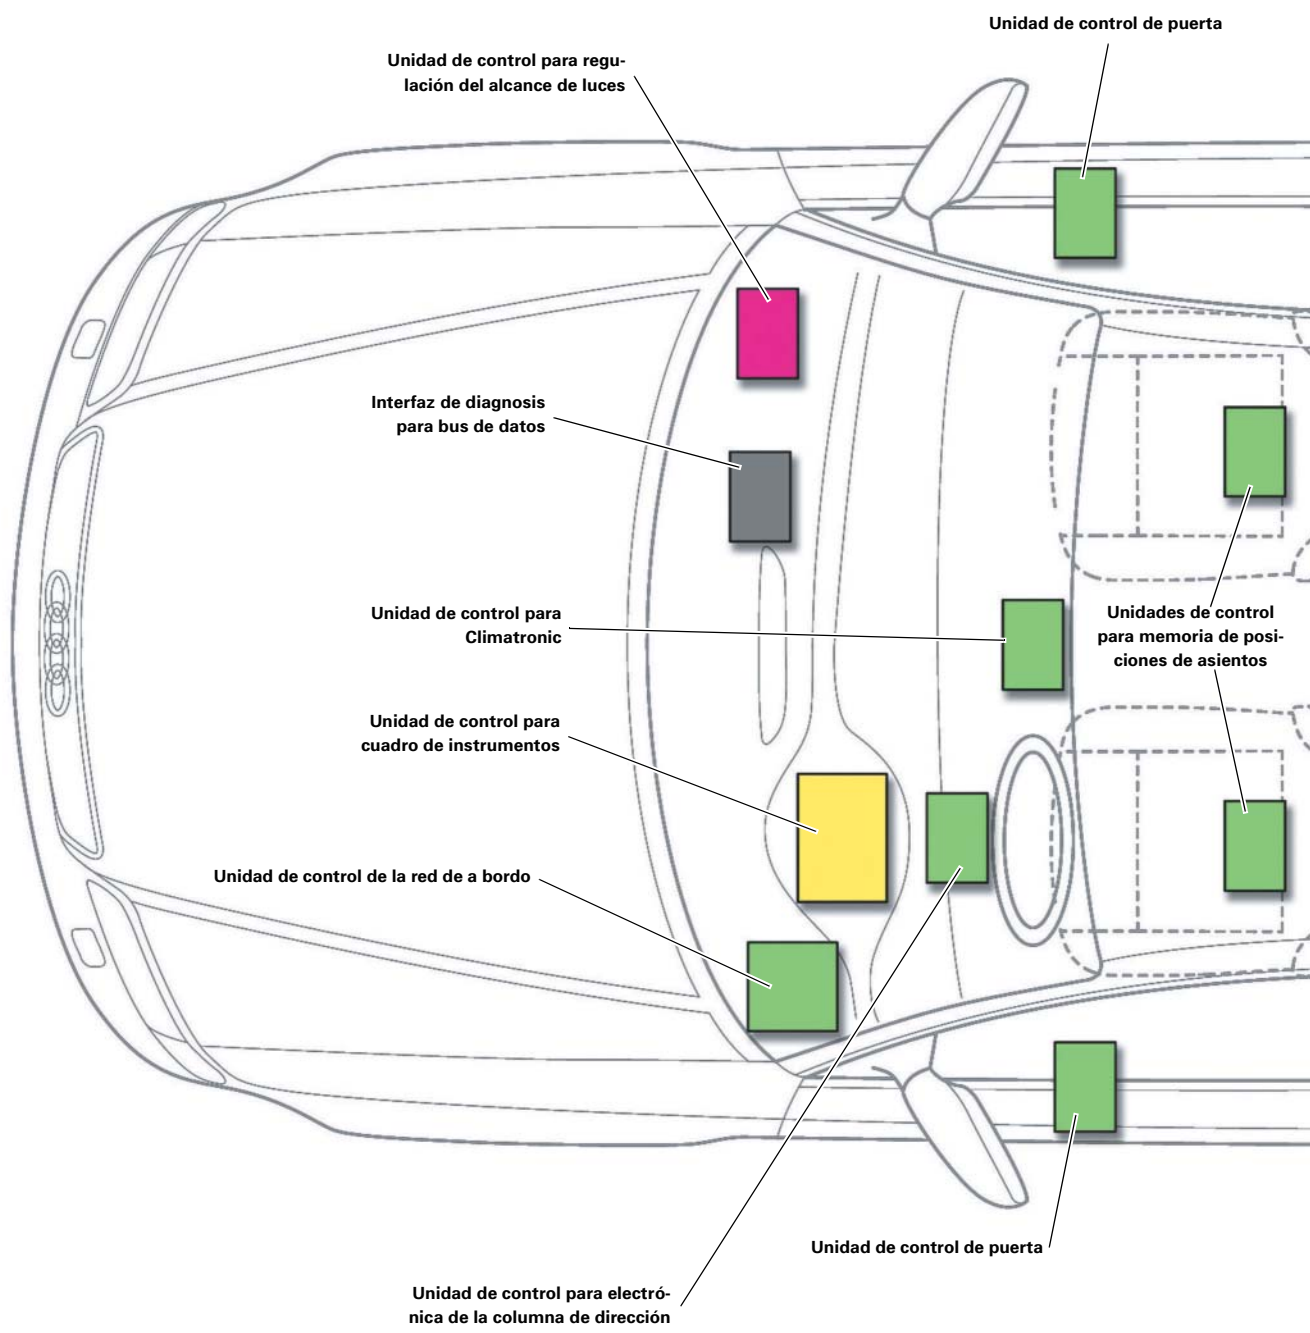 Unidad de control de puerta
Unidad de control para regu-
lación del alcance de luces
Interfaz de diagnosis
para bus de datos
Unidad de control para
Climatronic
Unidades de control
para memoria de posi-
ciones de asientos
Unidad de control para
cuadro de instrumentos
Unidad de control de la red de a bordo
Unidad de control de puerta
Unidad de control para electró-
nica de la columna de dirección